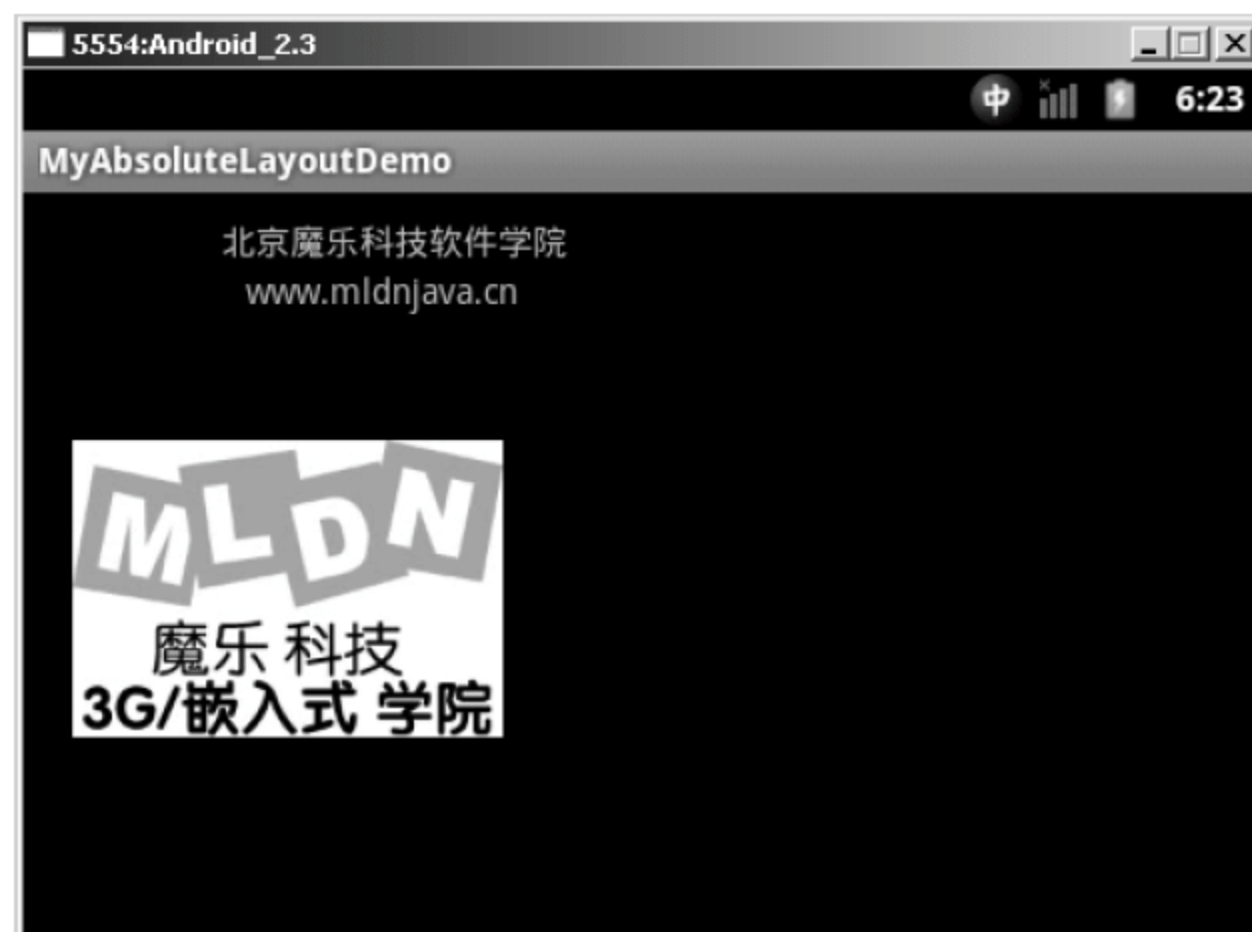 5554:Android_2.3
中 6:23
MyAbsoluteLayoutDemo
北京魔乐科技软件学院
www.mldnjava.cn
MLDN
魔乐 科技
3G/嵌入式 学院